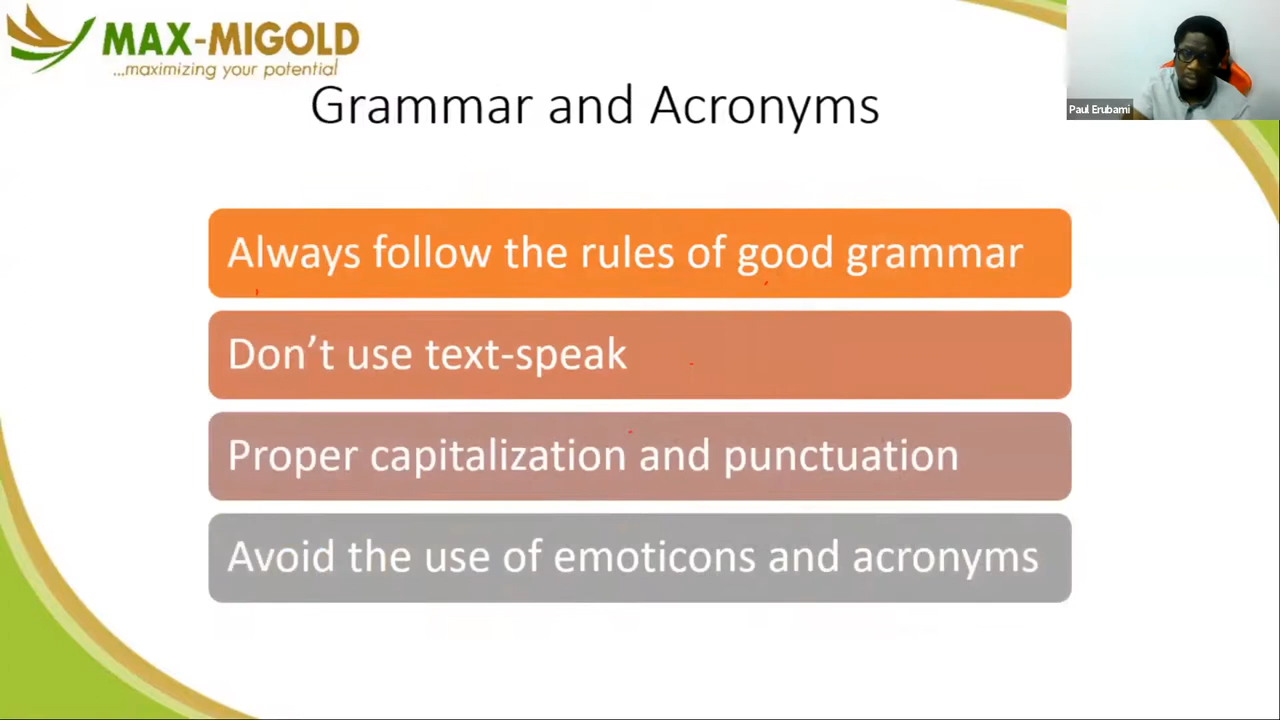 MAX-MIGOLD
...maximizing your potential
Paul Erubami
Grammar and Acronyms
Always follow the rules of good grammar
Don’t use text-speak
Proper capitalization and punctuation
Avoid the use of emoticons and acronyms